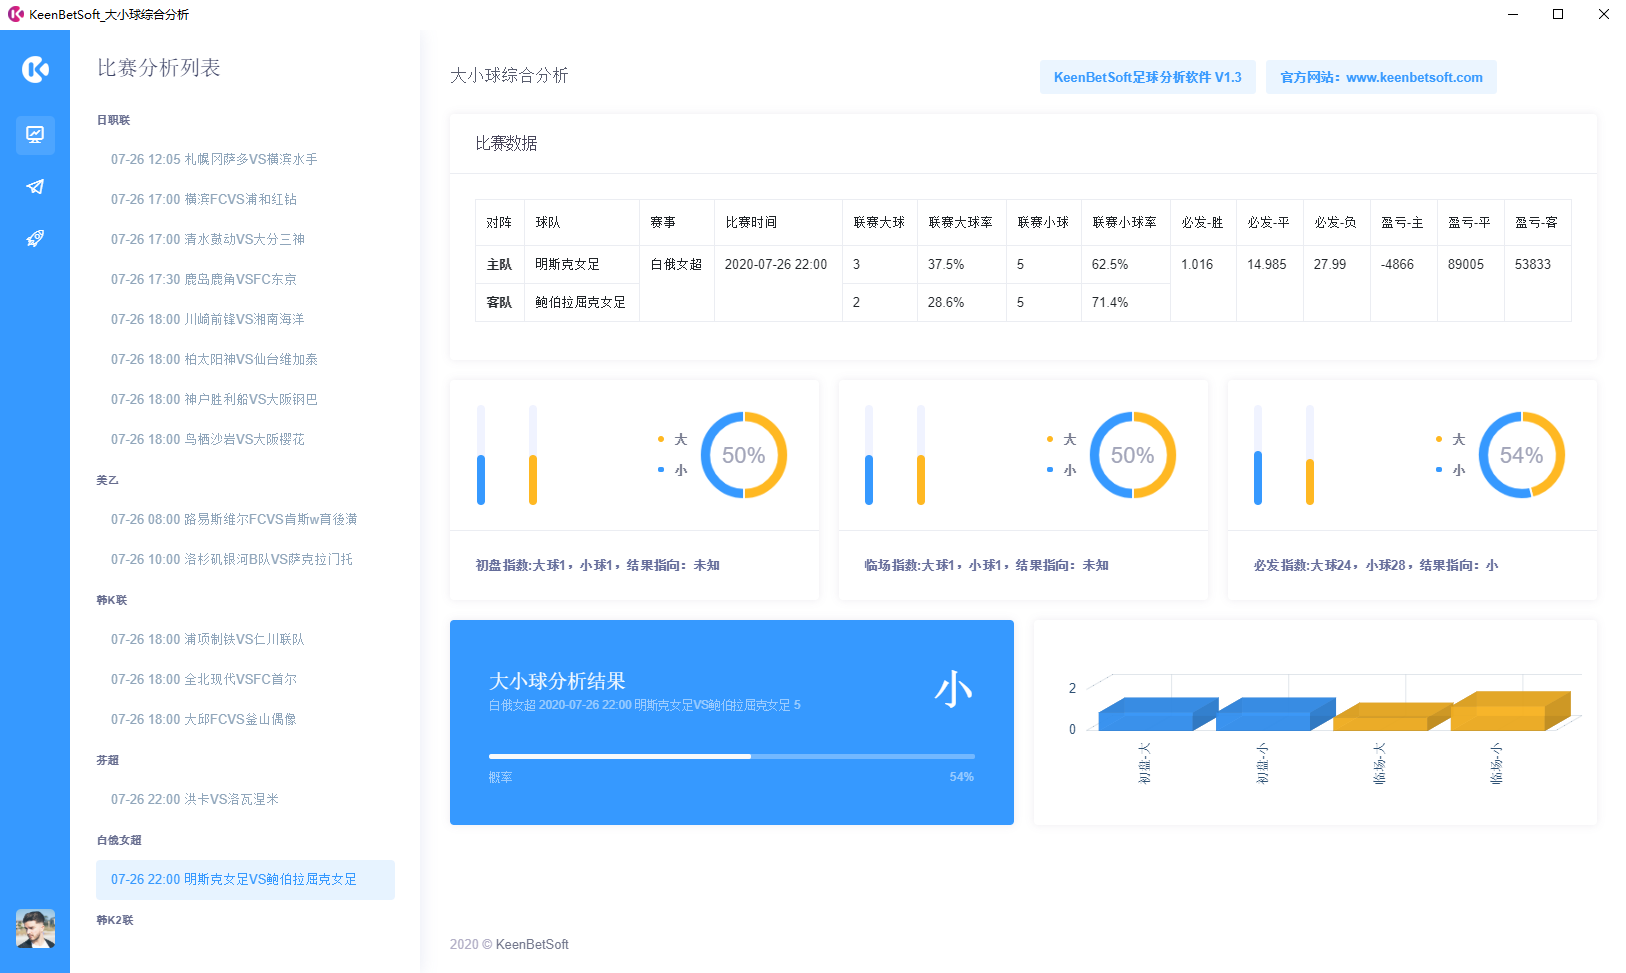 KeenBetSoft_大小球综合分析
比赛分析列表
日职联
07-26 12:05 札幌冈萨多VS横滨水手
07-26 17:00 横滨FCVS浦和红钻
07-26 17:00 清水鼓动VS大分三神
07-26 17:30 鹿岛鹿角VSFC东京
07-26 18:00 川崎前锋VS湘南海洋
07-26 18:00 柏太阳神VS仙台维加泰
07-26 18:00 神户胜利船VS大阪钢巴
07-26 18:00 鸟栖沙岩VS大阪樱花
美乙
07-26 08:00 路易斯维尔FCVS肯斯w育後潢
07-26 10:00 洛杉矶银河B队VS萨克拉门托
韩K联
07-26 18:00 浦项制铁VS仁川联队
07-26 18:00 全北现代VSFC首尔
07-26 18:00 大邱FCVS釜山偶像
芬超
07-26 22:00 洪卡VS洛瓦涅米
白俄女超
07-26 22:00 明斯克女足VS鲍伯拉屈克女足
韩K2联
大小球综合分析
KeenBetSoft足球分析软件 V1.3
官方网站：www.keenbetsoft.com
比赛数据
对阵 球队 赛事 比赛时间 联赛大球 联赛大球率 联赛小球 联赛小球率 必发-胜 必发-平 必发-负 盈亏-主 盈亏-平 盈亏-客
主队 明斯克女足 白俄女超 2020-07-26 22:00 3 37.5% 5 62.5% 1.016 14.985 27.99 -4866 89005 53833
客队 鲍伯拉屈克女足 2 28.6% 5 71.4%
大
小
50%
初盘指数:大球1，小球1，结果指向：未知
大
小
50%
临场指数:大球1，小球1，结果指向：未知
大
小
54%
必发指数:大球24，小球28，结果指向：小
大小球分析结果
白俄女超 2020-07-26 22:00 明斯克女足VS鲍伯拉屈克女足 5
小
概率
54%
2
0
初盘-大
初盘-小
临场-大
临场-小
2020 © KeenBetSoft